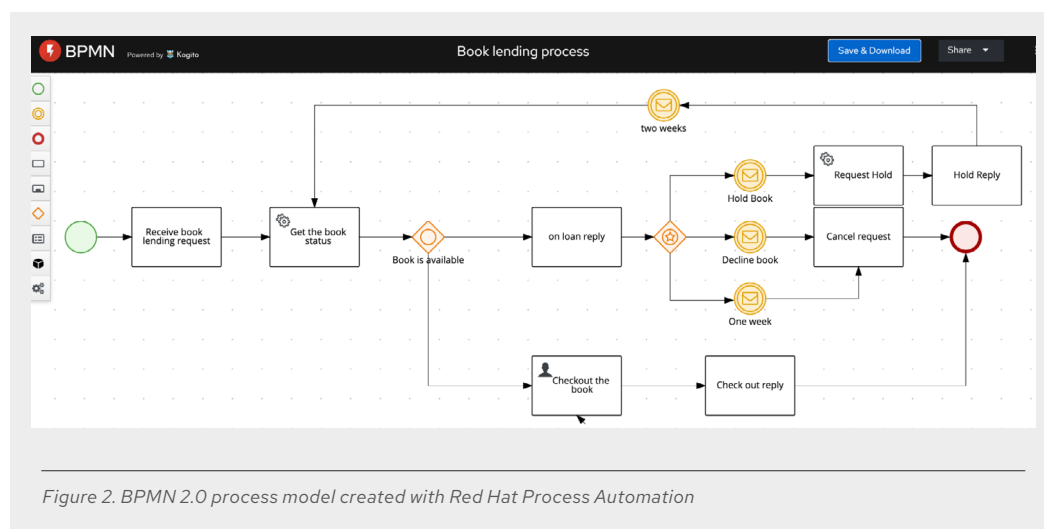 BPMN Powered by Kogito
Book lending process
Save & Download
Share
two weeks
Hold Book
Request Hold
Hold Reply
Receive book
lending request
Get the book
status
Book is available
on loan reply
Decline book
Cancel request
One week
Checkout the
book
Check out reply
Figure 2. BPMN 2.0 process model created with Red Hat Process Automation